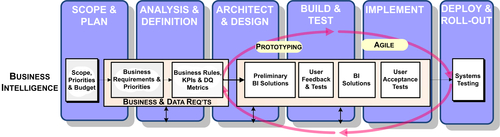 SCOPE &
PLAN
ANALYSIS &
DEFINITION
ARCHITECT
& DESIGN
BUILD &
TEST
IMPLEMENT
DEPLOY &
ROLL-OUT
PROTOTYPING
AGILE
BUSINESS
INTELLIGENCE
Scope,
Priorities
& Budget
Business
Requirements &
Priorities
Business Rules,
KPIs & DQ
Metrics
Preliminary
BI Solutions
User
Feedback
& Tests
BI
Solutions
User
Acceptance
Tests
Systems
Testing
BUSINESS & DATA REQ'TS